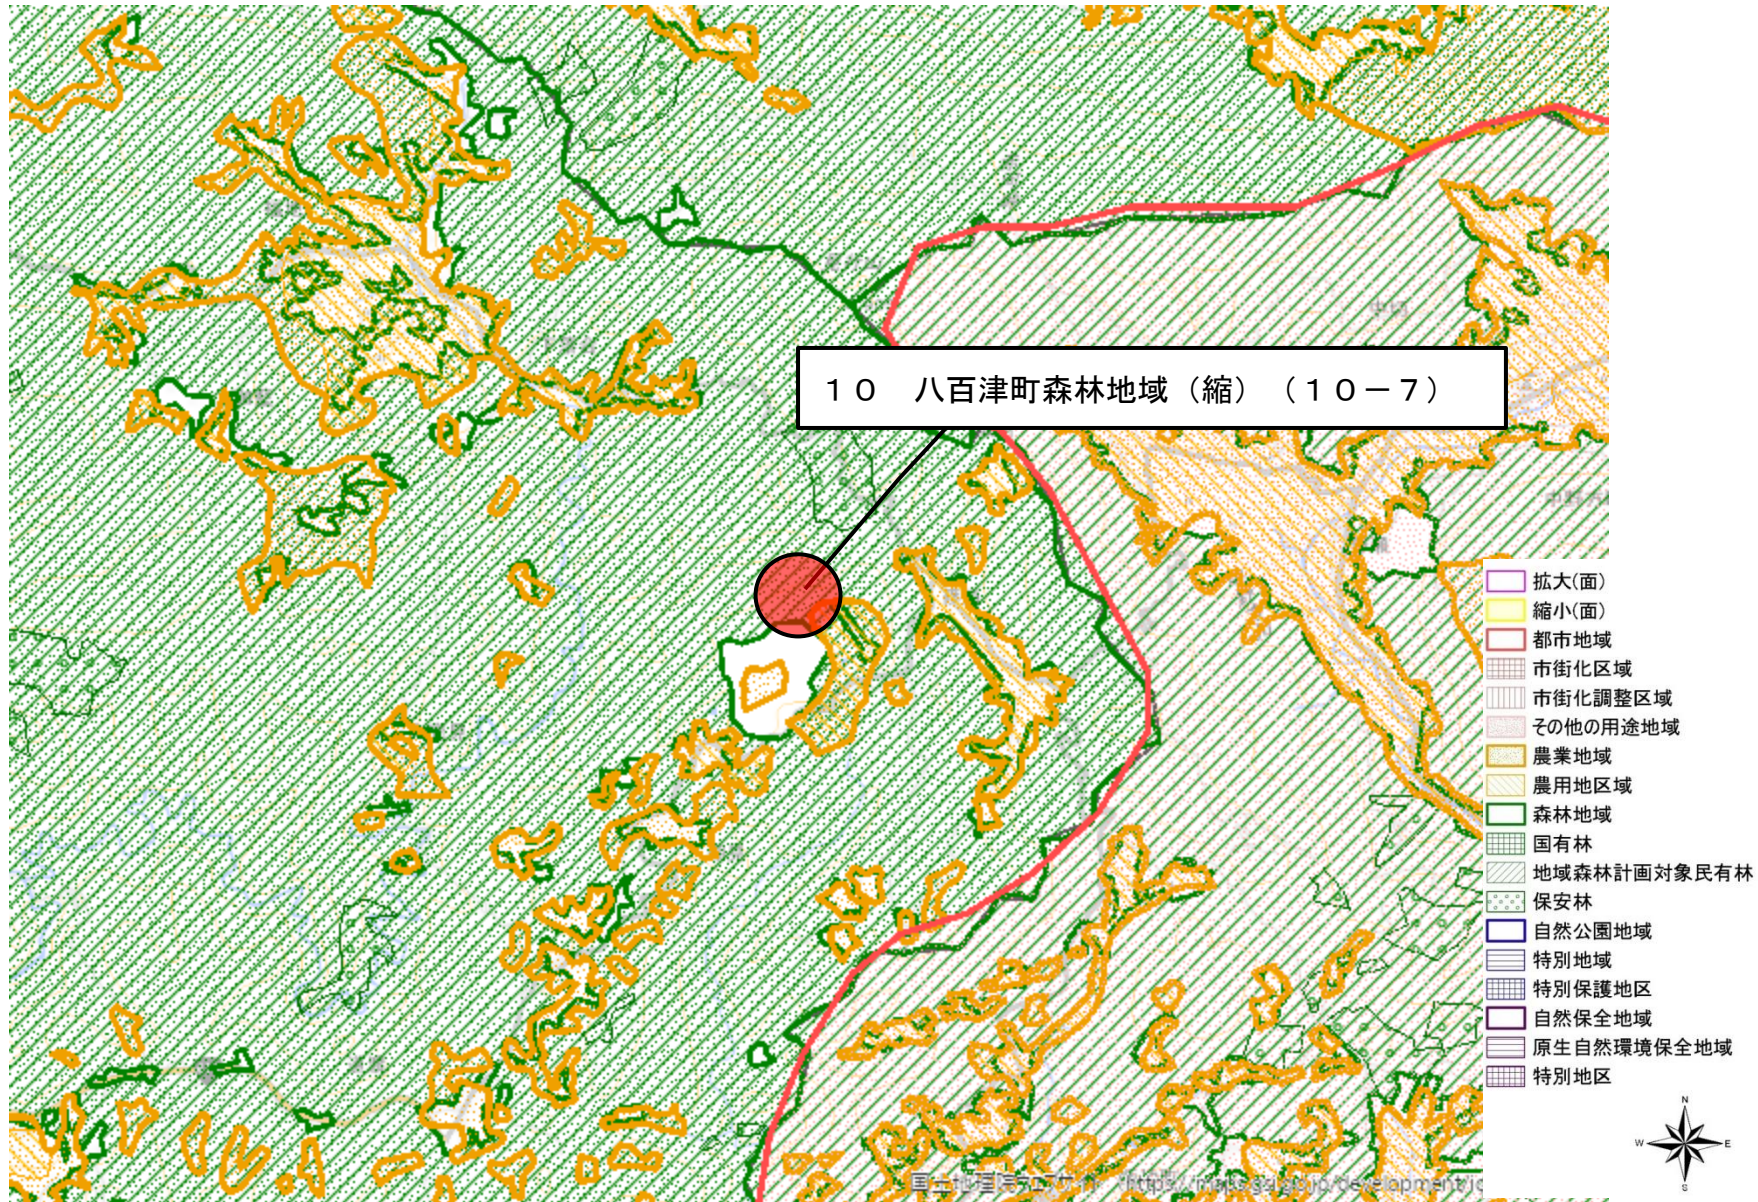 １０　八百津町森林地域（縮）（１０－７）
拡大(面)
縮小(面)
都市地域
市街化区域
市街化調整区域
その他の用途地域
農業地域
農用地区域
森林地域
国有林
地域森林計画対象民有林
保安林
自然公園地域
特別地域
特別保護地区
自然保全地域
原生自然環境保全地域
特別地区
N
W E
S